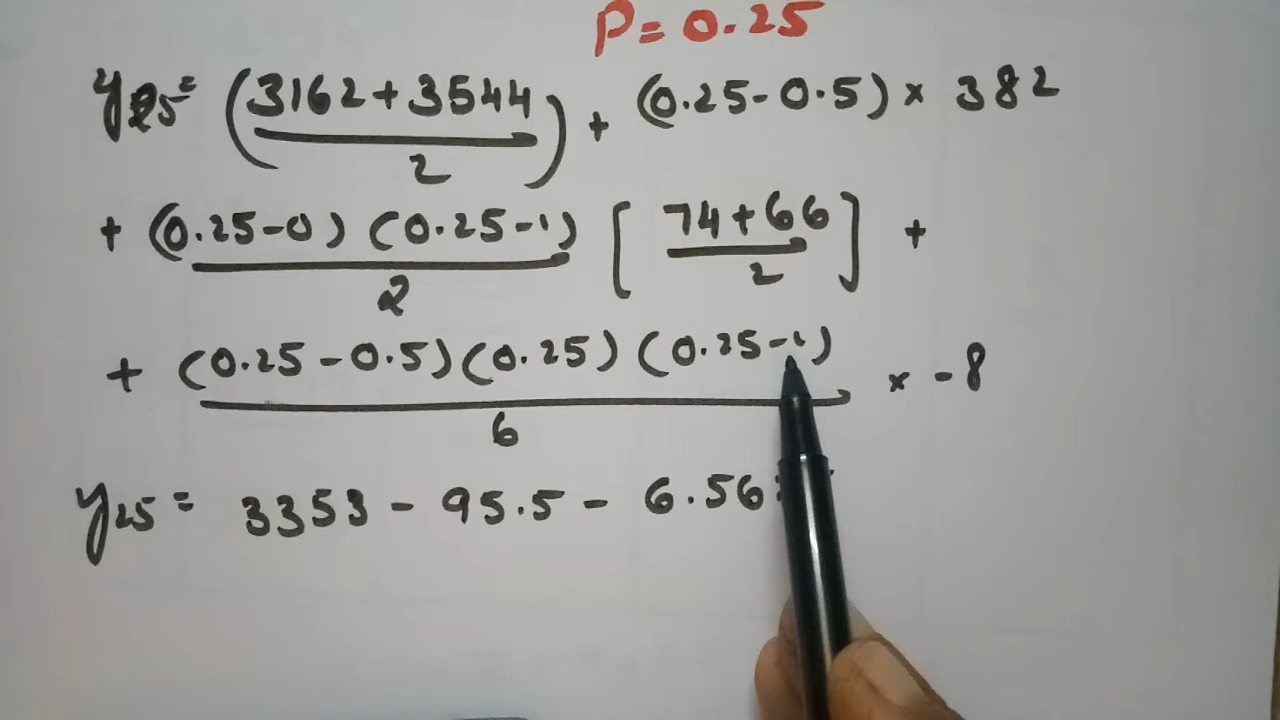 P = 0.25
y25 = (3162 + 3544 / 2) + (0.25 - 0.5) × 382
+ (0.25 - 0) (0.25 - 1) / 2 [74 + 66 / 2] +
+ (0.25 - 0.5) (0.25) (0.25 - 1) / 6 × - 8
y25 = 3353 - 95.5 - 6.56